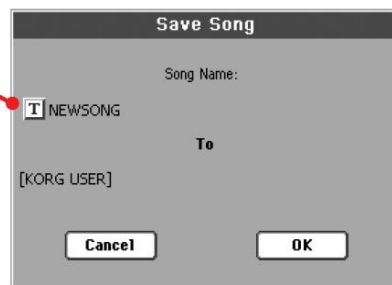 Save Song
Song Name:
T NEWSONG
To
[KORG USER]
Cancel OK